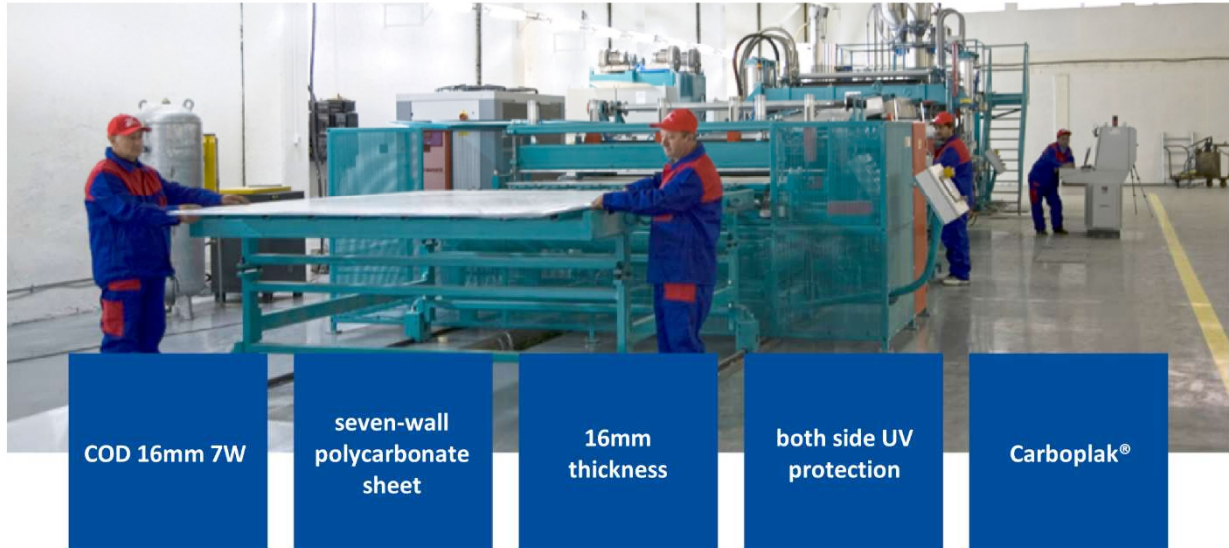 COD 16mm 7W
seven-wall
polycarbonate
sheet
16mm
thickness
both side UV
protection
Carboplak®